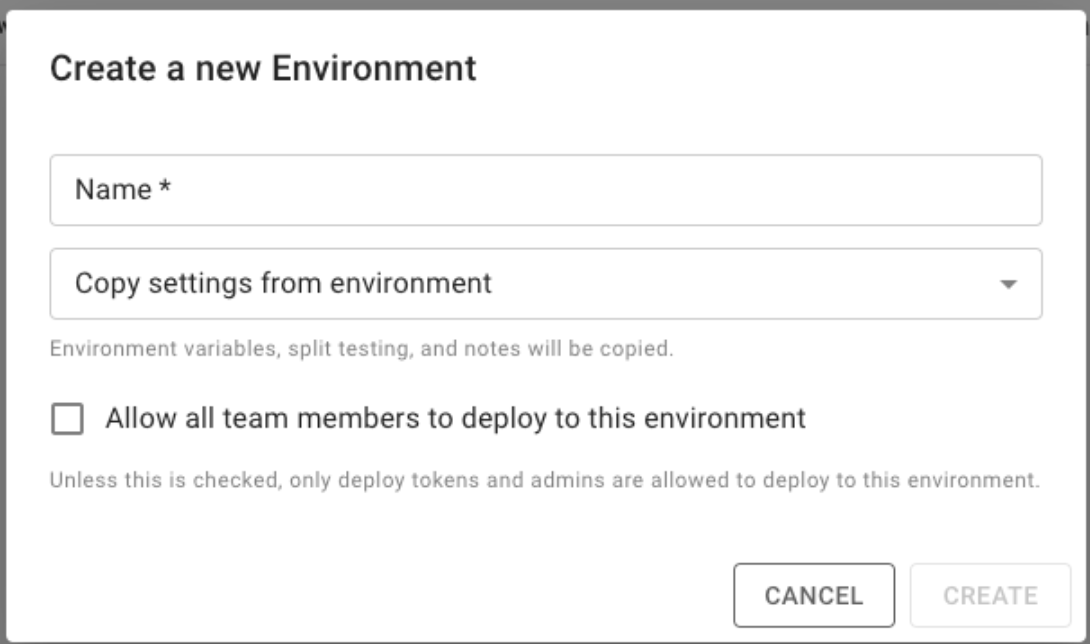 Create a new Environment
Name *
Copy settings from environment
Environment variables, split testing, and notes will be copied.
Allow all team members to deploy to this environment
Unless this is checked, only deploy tokens and admins are allowed to deploy to this environment.
CANCEL
CREATE